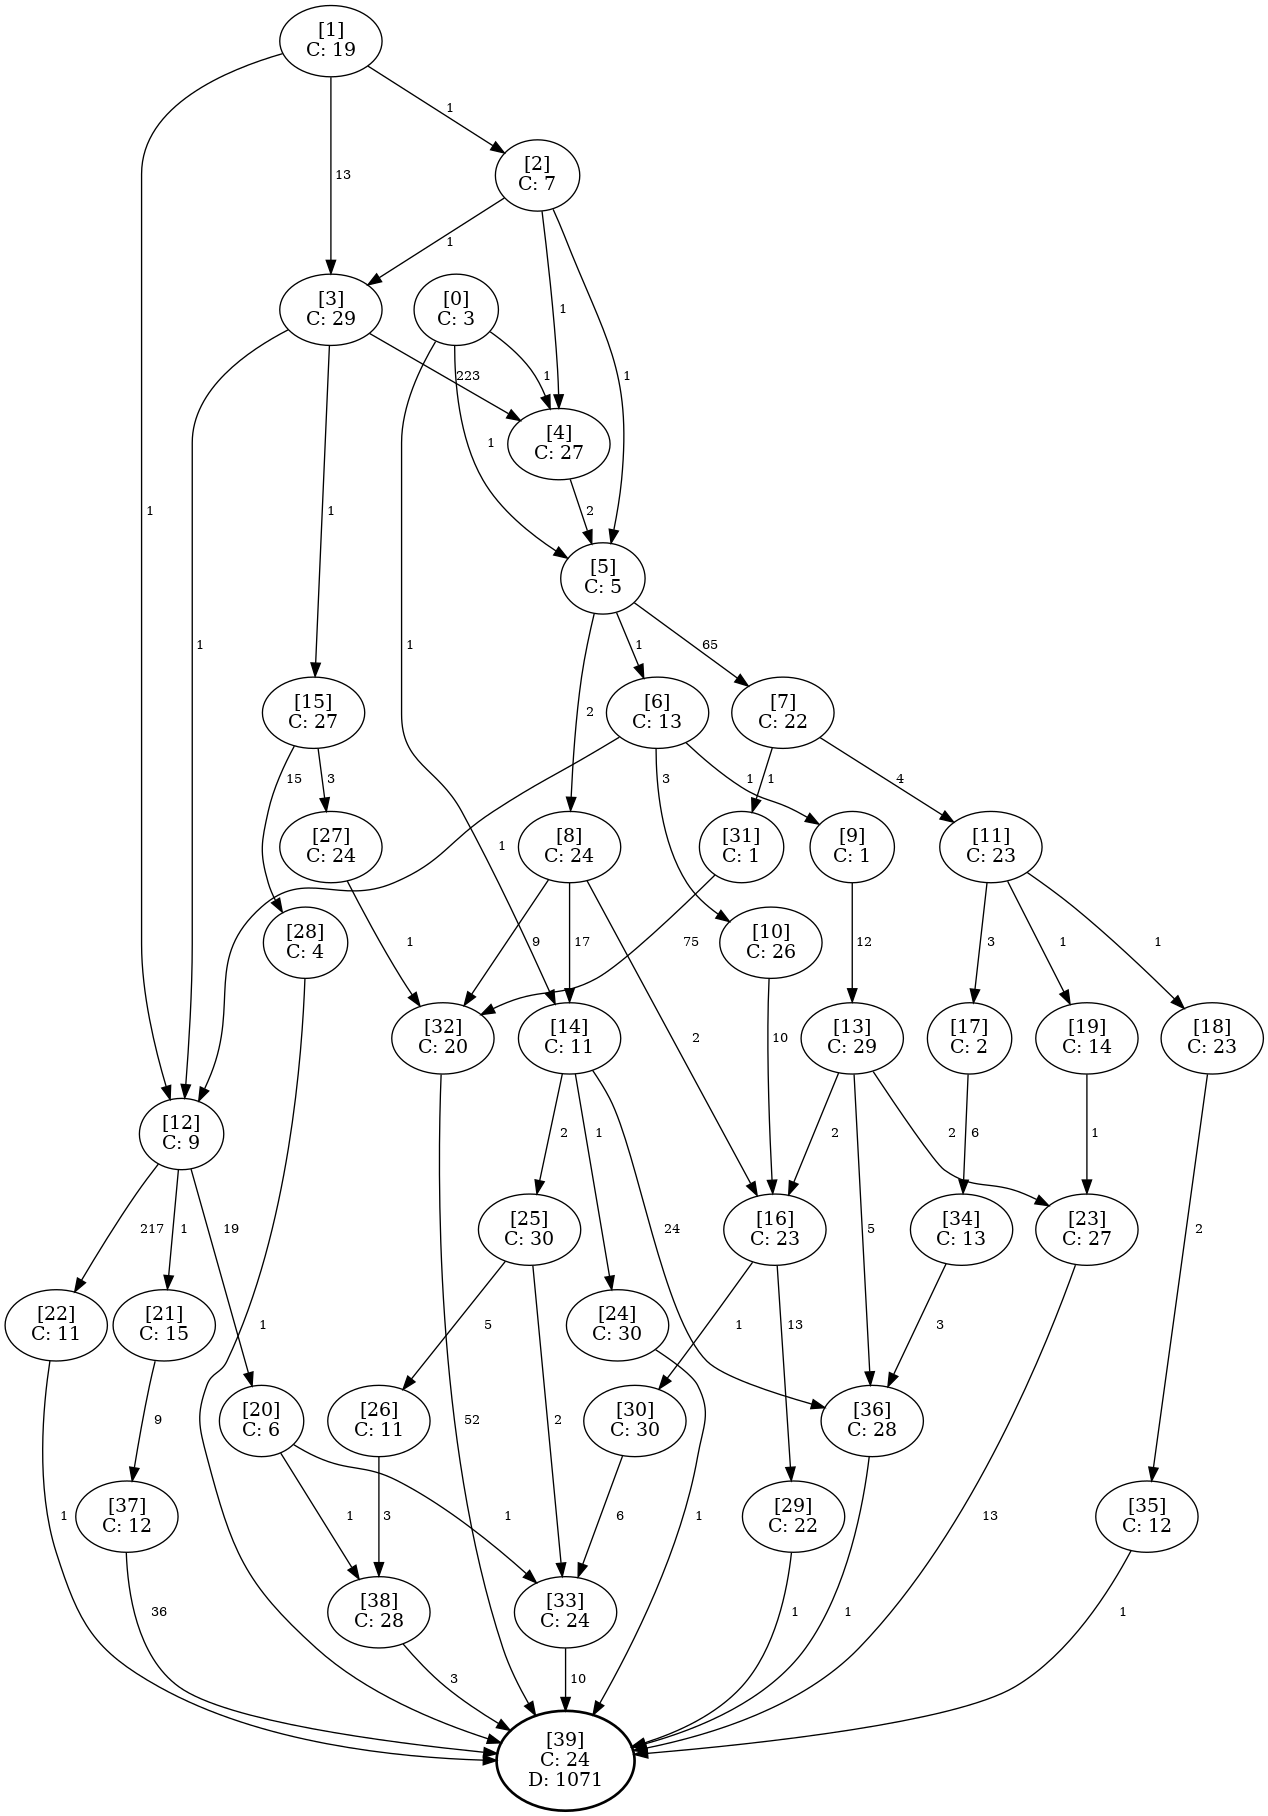 [1]
C: 19
1
[2]
C: 7
13
1
[3]
C: 29
[0]
C: 3
1
223
1
1
[4]
C: 27
1
1
1
1
2
[5]
C: 5
1
1
65
[15]
C: 27
2
[6]
C: 13
[7]
C: 22
15
3
3
1
1
4
[27]
C: 24
[8]
C: 24
[31]
C: 1
[9]
C: 1
[11]
C: 23
1
[28]
C: 4
[10]
C: 26
1
9
17
75
12
3
1
1
[32]
C: 20
[14]
C: 11
2
10
[13]
C: 29
[17]
C: 2
[19]
C: 14
[18]
C: 23
[12]
C: 9
2
1
2
2
6
1
217
1
19
[25]
C: 30
24
[16]
C: 23
5
[34]
C: 13
[23]
C: 27
2
[22]
C: 11
[21]
C: 15
1
5
[24]
C: 30
1
13
3
9
[20]
C: 6
[26]
C: 11
52
2
[30]
C: 30
[36]
C: 28
1
[37]
C: 12
1
3
1
6
1
[29]
C: 22
13
[35]
C: 12
36
[38]
C: 28
[33]
C: 24
1
1
1
3
10
[39]
C: 24
D: 1071